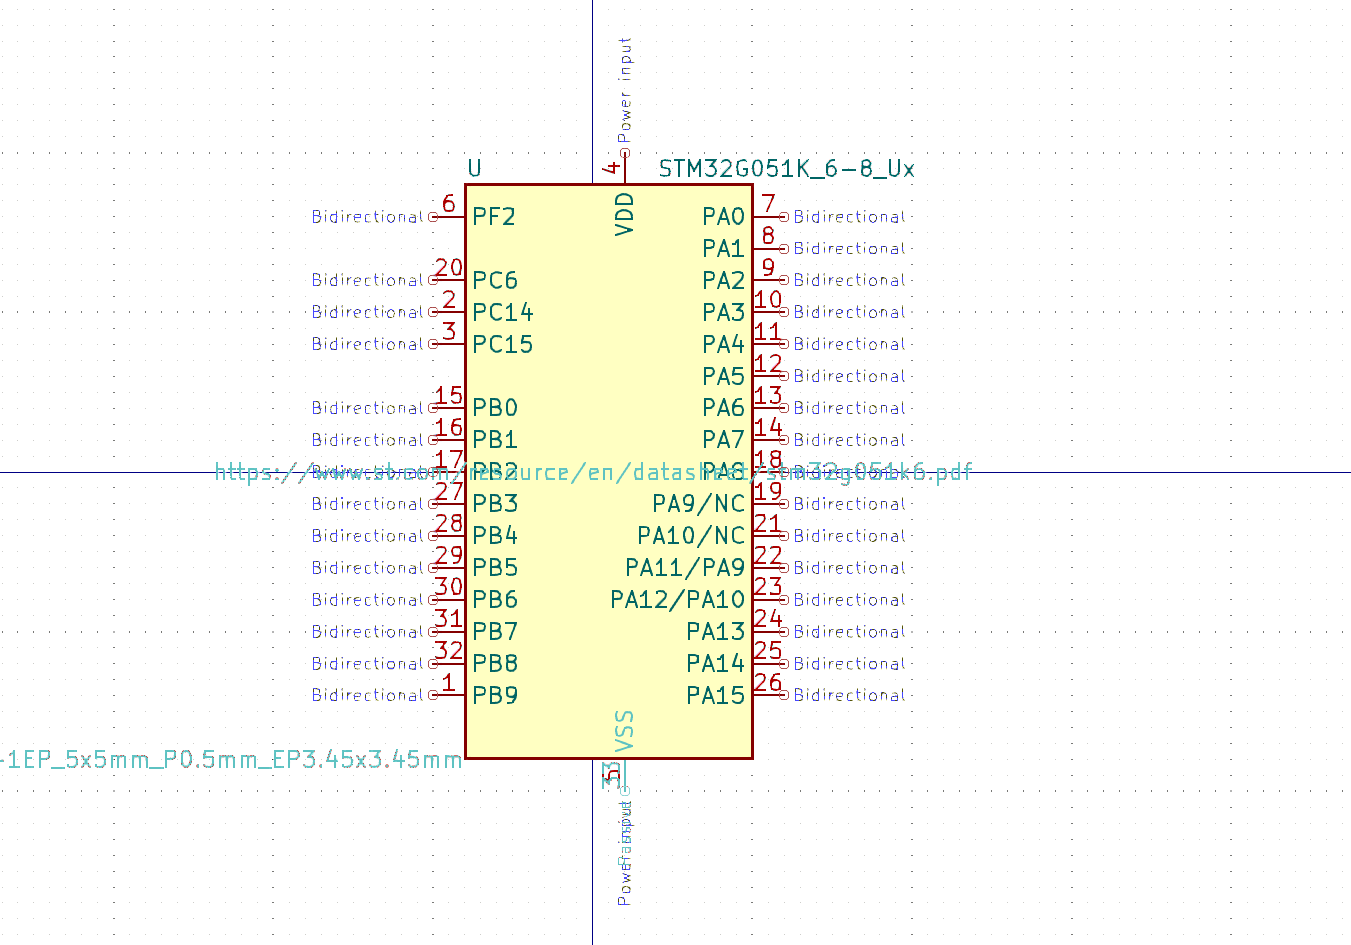 Power input
4
U STM32G051K_6-8_Ux
VDD
Bidirectional 6 PF2 PA0 7 Bidirectional
PA1 8 Bidirectional
Bidirectional 20 PC6 PA2 9 Bidirectional
Bidirectional 2 PC14 PA3 10 Bidirectional
Bidirectional 3 PC15 PA4 11 Bidirectional
PA5 12 Bidirectional
Bidirectional 15 PB0 PA6 13 Bidirectional
Bidirectional 16 PB1 PA7 14 Bidirectional
Bidirectional 17 PB2 PA8 18 Bidirectional
https://www.st.com/resource/en/datasheet/stm32g051k6.pdf
Bidirectional 27 PB3 PA9/NC 19 Bidirectional
Bidirectional 28 PB4 PA10/NC 21 Bidirectional
Bidirectional 29 PB5 PA11/PA9 22 Bidirectional
Bidirectional 30 PB6 PA12/PA10 23 Bidirectional
Bidirectional 31 PB7 PA13 24 Bidirectional
Bidirectional 32 PB8 PA14 25 Bidirectional
Bidirectional 1 PB9 PA15 26 Bidirectional
VSS
-1EP_5x5mm_P0.5mm_EP3.45x3.45mm
Power input